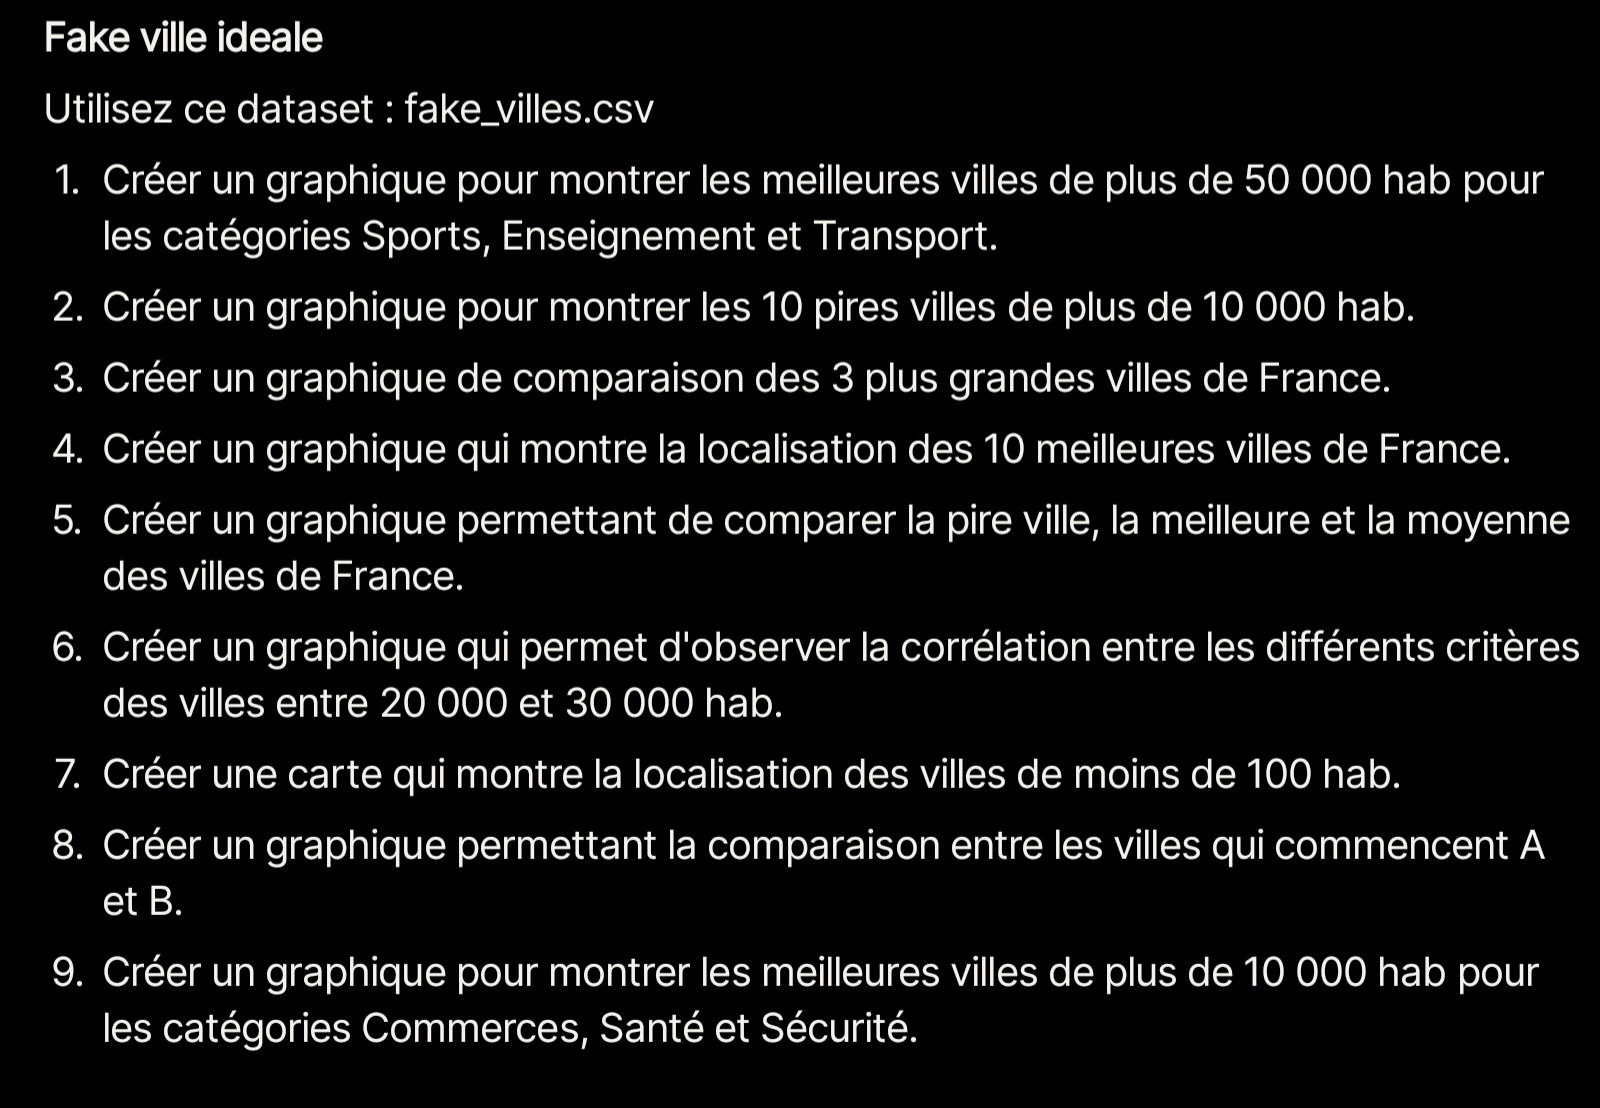 Fake ville ideale
Utilisez ce dataset : fake_villes.csv
1. Créer un graphique pour montrer les meilleures villes de plus de 50 000 hab pour
les catégories Sports, Enseignement et Transport.
2. Créer un graphique pour montrer les 10 pires villes de plus de 10 000 hab.
3. Créer un graphique de comparaison des 3 plus grandes villes de France.
4. Créer un graphique qui montre la localisation des 10 meilleures villes de France.
5. Créer un graphique permettant de comparer la pire ville, la meilleure et la moyenne
des villes de France.
6. Créer un graphique qui permet d'observer la corrélation entre les différents critères
des villes entre 20 000 et 30 000 hab.
7. Créer une carte qui montre la localisation des villes de moins de 100 hab.
8. Créer un graphique permettant la comparaison entre les villes qui commencent A
et B.
9. Créer un graphique pour montrer les meilleures villes de plus de 10 000 hab pour
les catégories Commerces, Santé et Sécurité.